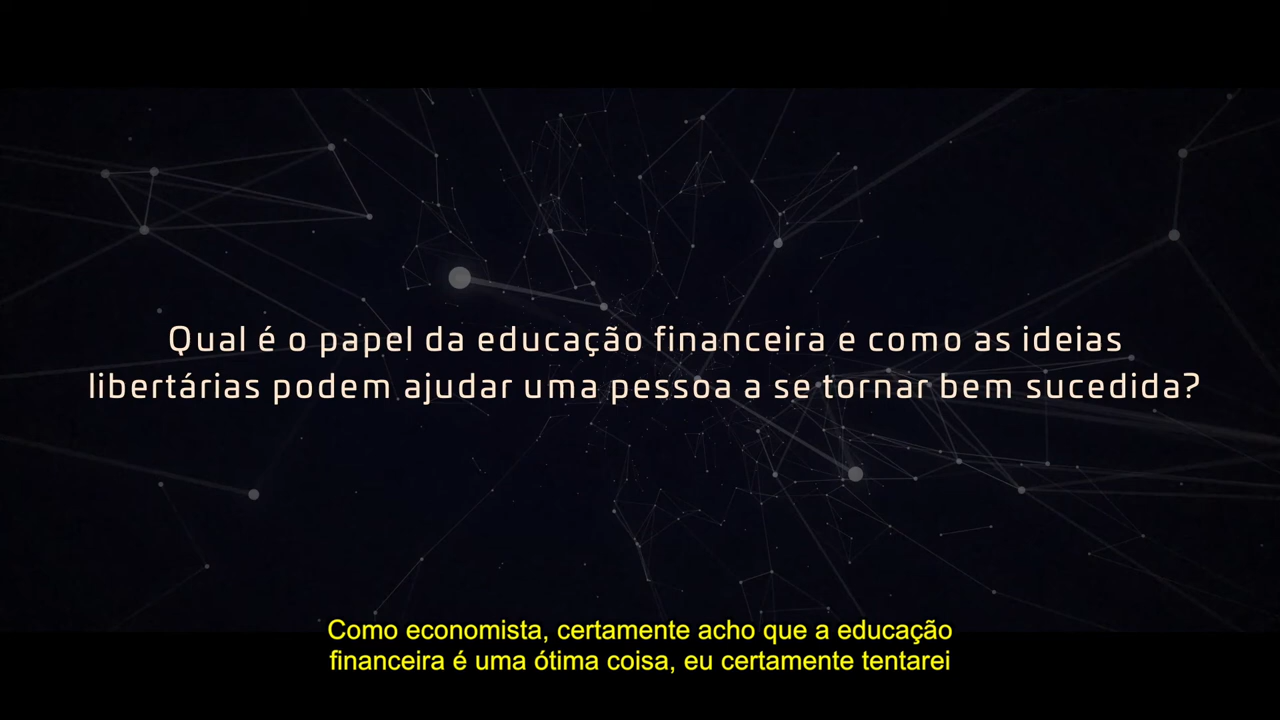 Qual é o papel da educação financeira e como as ideias
libertárias podem ajudar uma pessoa a se tornar bem sucedida?
Como economista, certamente acho que a educação
financeira é uma ótima coisa, eu certamente tentarei